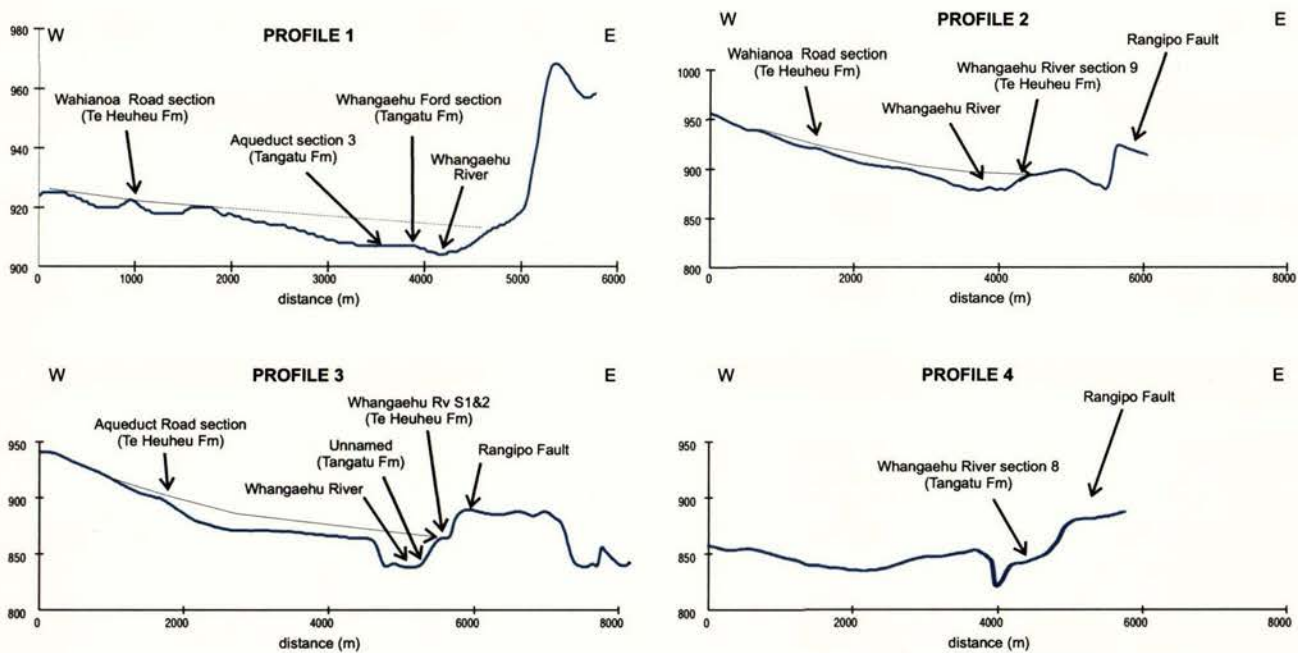 PROFILE 1
W
E
980
960
940
920
900
Wahianoa Road section
(Te Heuheu Fm)
Aqueduct section 3
(Tangatu Fm)
Whangaehu Ford section
(Tangatu Fm)
Whangaehu
River
0
1000
2000
3000
4000
5000
6000
distance (m)
PROFILE 2
W
E
1000
950
900
850
800
Wahianoa Road section
(Te Heuheu Fm)
Whangaehu River
Whangaehu River section 9
(Te Heuheu Fm)
Rangipo Fault
0
2000
4000
6000
8000
distance (m)
PROFILE 3
W
E
950
900
850
800
Aqueduct Road section
(Te Heuheu Fm)
Whangaehu River
Unnamed
(Tangatu Fm)
Whangaehu Rv S1&2
(Te Heuheu Fm)
Rangipo Fault
0
2000
4000
6000
8000
distance (m)
PROFILE 4
W
E
950
900
850
800
Whangaehu River section 8
(Tangatu Fm)
Rangipo Fault
0
2000
4000
6000
8000
distance (m)